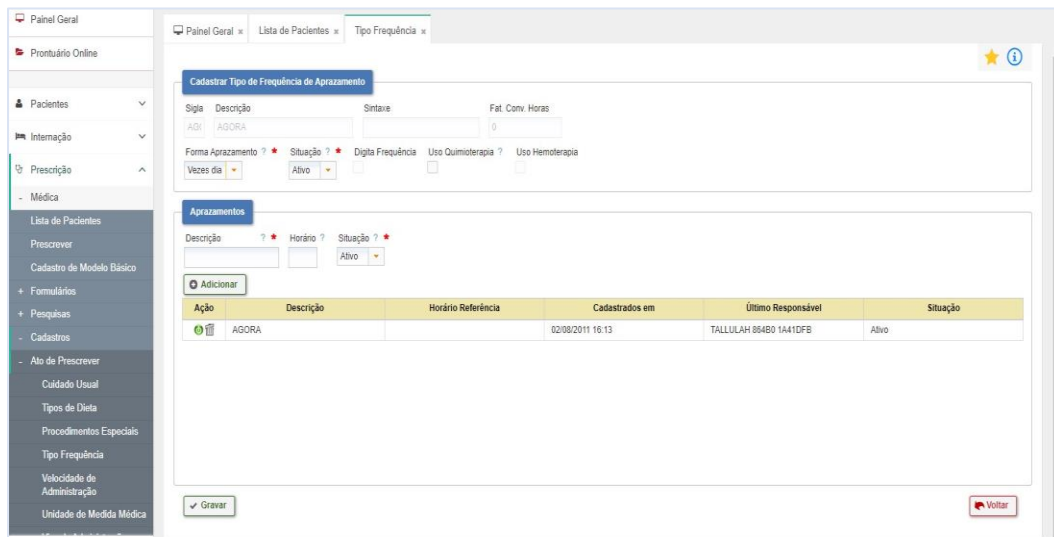 Painel Geral
Prontuário Online
Pacientes
Internação
Prescrição
- Médica
Lista de Pacientes
Prescrever
Cadastro de Modelo Básico
+ Formulários
+ Pesquisas
- Cadastros
- Ato de Prescrever
Cuidado Usual
Tipos de Dieta
Procedimentos Especiais
Tipo Frequência
Velocidade de
Administração
Unidade de Medida Médica
Painel Geral x Lista de Pacientes x Tipo Frequência x
Cadastrar Tipo de Frequência de Aprazamento
Sigla Descrição Sintaxe Fat. Conv. Horas
AGO AGORA 0
Forma Aprazamento ? * Situação ? * Digita Frequência Uso Quimioterapia ? Uso Hemoterapia
Vezes dia Ativo
Aprazamentos
Descrição ? * Horário ? Situação ? *
Ativo
Adicionar
Ação Descrição Horário Referência Cadastrados em Último Responsável Situação
AGORA 02/08/2011 16:13 TALLULAH 864B0 1A41DFB Ativo
Gravar Voltar